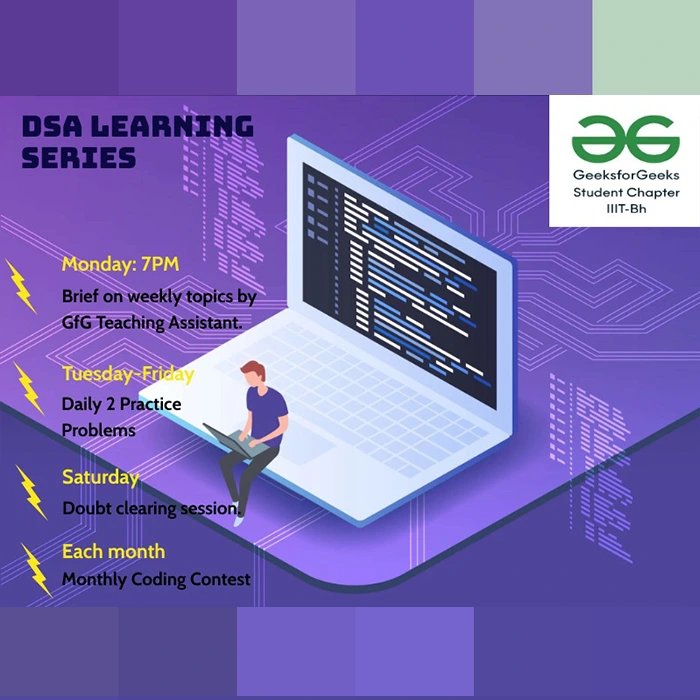 DSA LEARNING
SERIES
GeeksforGeeks
Student Chapter
IIIT-Bh
Monday: 7PM
Brief on weekly topics by
GfG Teaching Assistant.
Tuesday-Friday
Daily 2 Practice
Problems
Saturday
Doubt clearing session.
Each month
Monthly Coding Contest